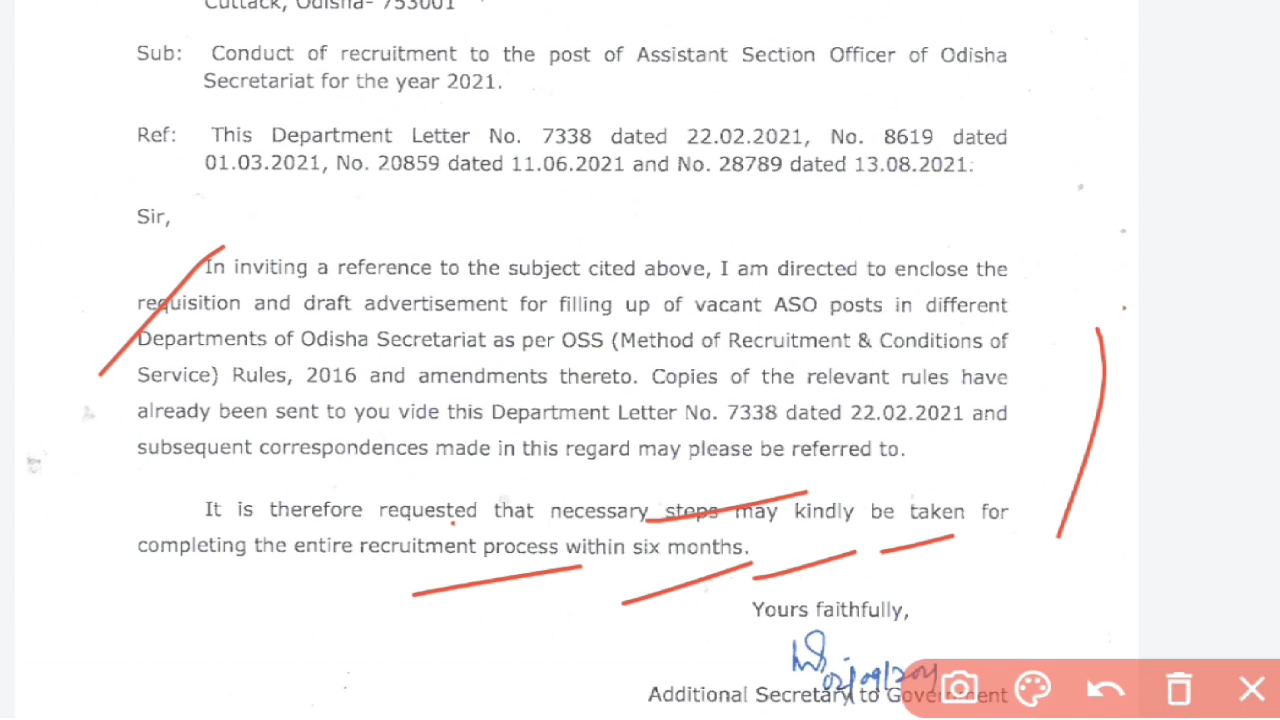 Cuttack, Odisha- 753001
Sub: Conduct of recruitment to the post of Assistant Section Officer of Odisha
Secretariat for the year 2021.
Ref: This Department Letter No. 7338 dated 22.02.2021, No. 8619 dated
01.03.2021, No. 20859 dated 11.06.2021 and No. 28789 dated 13.08.2021.
Sir,
In inviting a reference to the subject cited above, I am directed to enclose the
requisition and draft advertisement for filling up of vacant ASO posts in different
Departments of Odisha Secretariat as per OSS (Method of Recruitment & Conditions of
Service) Rules, 2016 and amendments thereto. Copies of the relevant rules have
already been sent to you vide this Department Letter No. 7338 dated 22.02.2021 and
subsequent correspondences made in this regard may please be referred to.
It is therefore requested that necessary steps may kindly be taken for
completing the entire recruitment process within six months.
Yours faithfully,
02/09/2021
Additional Secretary to Government